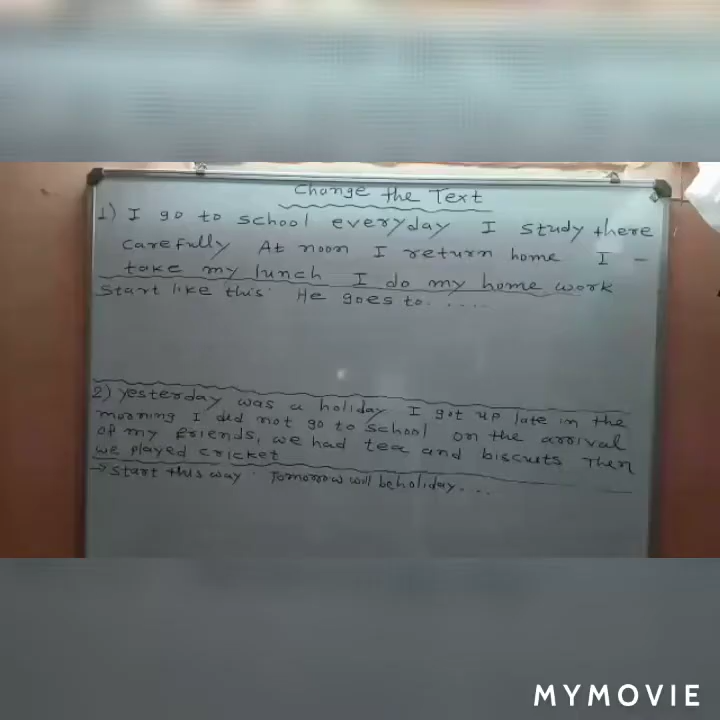 Change the Text
1) I go to school everyday I study there
carefully At noon I return home I -
take my lunch I do my home work
Start like this: He goes to. ....
2) Yesterday was a holiday I got up late in the
morning I did not go to school on the arrival
of my friends, we had tea and biscuts Then
we played cricket
→ Start this way. Tomorrow will be holiday. ...
MYMOVIE